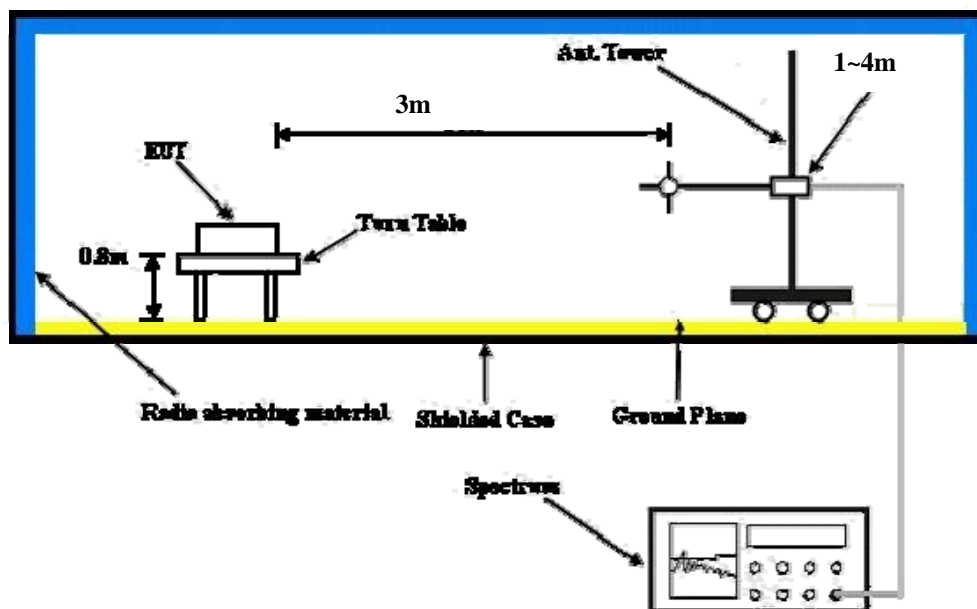 Ant. Tower
1~4m
3m
EUT
Turn Table
0.8m
Radio absorbing material
Shielded Case
Ground Plane
Spectrum